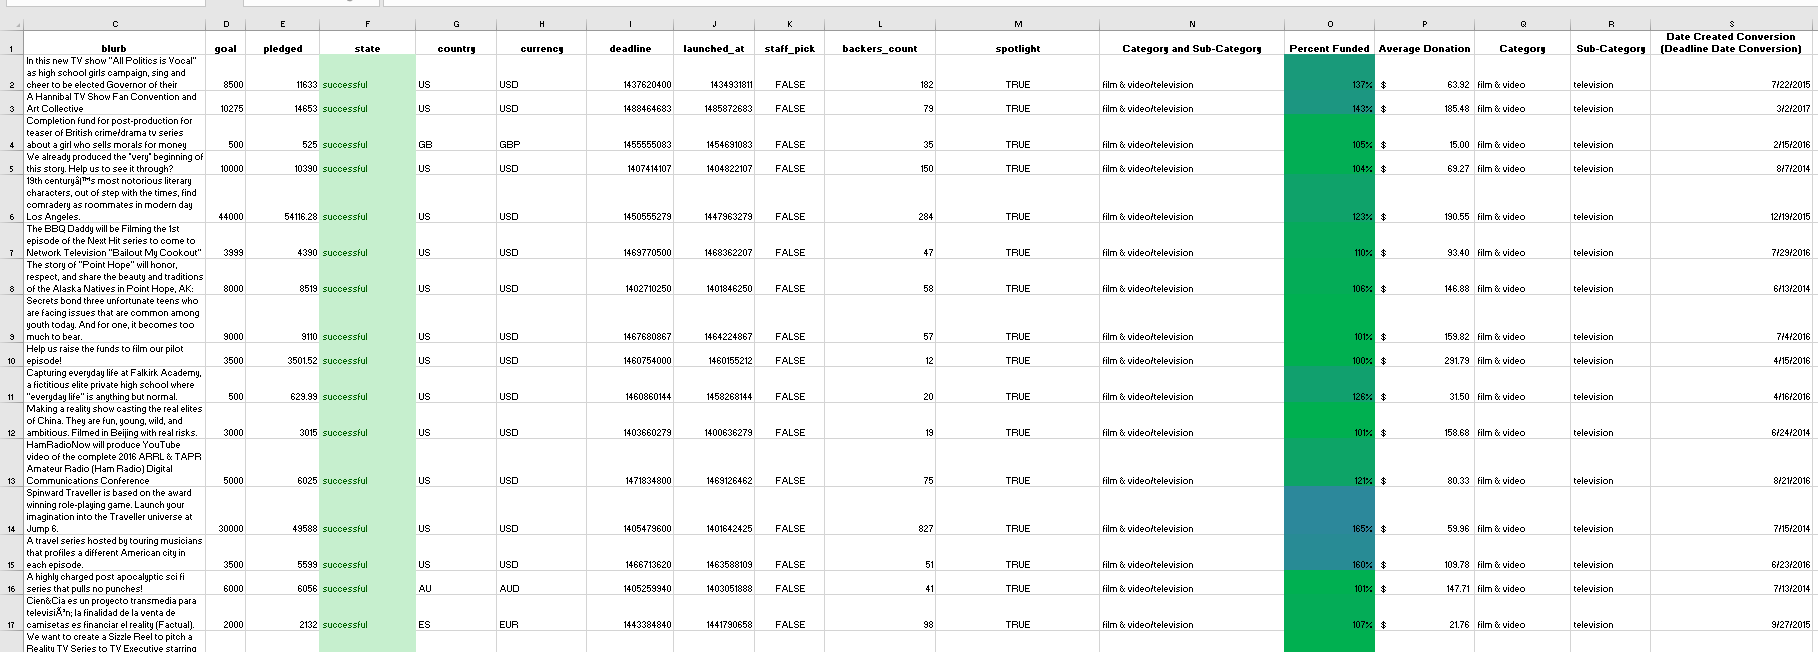 C D E F G H I J K L M N O P Q R S
1 blurb goal pledged state country currency deadline launched_at staff_pick backers_count spotlight Category and Sub-Category Percent Funded Average Donation Category Sub-Category Date Created Conversion
(Deadline Date Conversion)
In this new TV show "All Politics is Vocal"
as high school girls campaign, sing and
2 cheer to be elected Governor of their 8500 11633 successful US USD 1437620400 1434931811 FALSE 182 TRUE film & video/television 137% $ 63.92 film & video television 7/22/2015
A Hannibal TV Show Fan Convention and
3 Art Collective 10275 14653 successful US USD 1488464683 1485872683 FALSE 79 TRUE film & video/television 143% $ 185.48 film & video television 3/2/2017
Completion fund for post-production for
teaser of British crime/drama tv series
4 about a girl who sells morals for money 500 525 successful GB GBP 1455555083 1454691083 FALSE 35 TRUE film & video/television 105% $ 15.00 film & video television 2/15/2016
We already produced the "very" beginning of
5 this story. Help us to see it through? 10000 10390 successful US USD 1407414107 1404822107 FALSE 150 TRUE film & video/television 104% $ 69.27 film & video television 8/7/2014
19th centuryâ™s most notorious literary
characters, out of step with the times, find
comradery as roommates in modern day
6 Los Angeles. 44000 54116.28 successful US USD 1450555279 1447963279 FALSE 284 TRUE film & video/television 123% $ 190.55 film & video television 12/19/2015
The BBQ Daddy will be Filming the 1st
episode of the Next Hit series to come to
7 Network Television "Bailout My Cookout" 3999 4390 successful US USD 1469770500 1468362207 FALSE 47 TRUE film & video/television 110% $ 93.40 film & video television 7/29/2016
The story of "Point Hope" will honor,
respect, and share the beauty and traditions
8 of the Alaska Natives in Point Hope, AK: 8000 8519 successful US USD 1402710250 1401846250 FALSE 58 TRUE film & video/television 106% $ 146.88 film & video television 6/13/2014
Secrets bond three unfortunate teens who
are facing issues that are common among
youth today. And for one, it becomes too
9 much to bear. 9000 9110 successful US USD 1467680867 1464224867 FALSE 57 TRUE film & video/television 101% $ 159.82 film & video television 7/4/2016
Help us raise the funds to film our pilot
10 episode! 3500 3501.52 successful US USD 1460754000 1460155212 FALSE 12 TRUE film & video/television 100% $ 291.79 film & video television 4/15/2016
Capturing everyday life at Falkirk Academy,
a fictitious elite private high school where
11 "everyday life" is anything but normal. 500 629.99 successful US USD 1460860144 1458268144 FALSE 20 TRUE film & video/television 126% $ 31.50 film & video television 4/16/2016
Making a reality show casting the real elites
of China. They are fun, young, wild, and
12 ambitious. Filmed in Beijing with real risks. 3000 3015 successful US USD 1403660279 1400636279 FALSE 19 TRUE film & video/television 101% $ 158.68 film & video television 6/24/2014
HamRadioNow will produce YouTube
video of the complete 2016 ARRL & TAPR
Amateur Radio (Ham Radio) Digital
13 Communications Conference 5000 6025 successful US USD 1471834800 1469126462 FALSE 75 TRUE film & video/television 121% $ 80.33 film & video television 8/21/2016
Spinward Traveller is based on the award
winning role-playing game. Launch your
imagination into the Traveller universe at
14 Jump 6. 30000 49588 successful US USD 1405479600 1401642425 FALSE 827 TRUE film & video/television 165% $ 59.96 film & video television 7/15/2014
A travel series hosted by touring musicians
that profiles a different American city in
15 each episode. 3500 5599 successful US USD 1466713620 1463588109 FALSE 51 TRUE film & video/television 160% $ 109.78 film & video television 6/23/2016
A highly charged post apocalyptic sci fi
16 series that pulls no punches! 6000 6056 successful AU AUD 1405259940 1403051888 FALSE 41 TRUE film & video/television 101% $ 147.71 film & video television 7/13/2014
Cien&Cia es un proyecto transmedia para
televisiÃ³n; la finalidad de la venta de
17 camisetas es financiar el reality (Factual). 2000 2132 successful ES EUR 1443384840 1441790658 FALSE 98 TRUE film & video/television 107% $ 21.76 film & video television 9/27/2015
We want to create a Sizzle Reel to pitch a
Reality TV Series to TV Executive starring